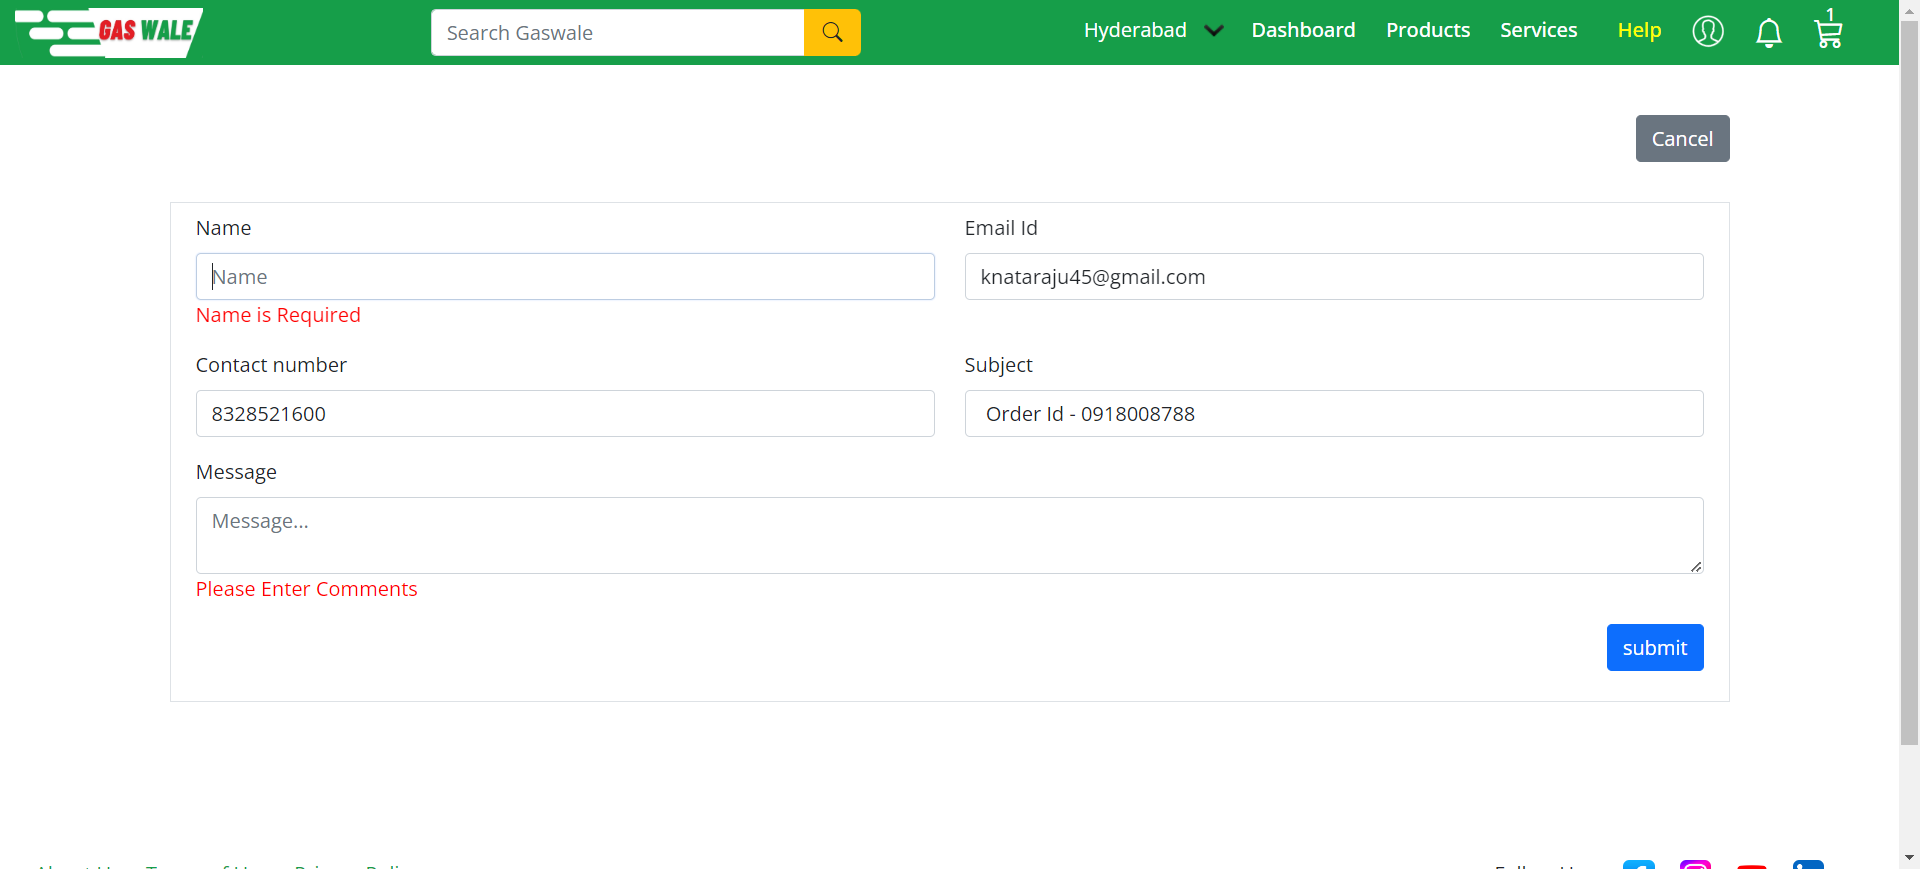 GAS WALE
Search Gaswale
Hyderabad
Dashboard
Products
Services
Help
1
Cancel
Name
Email Id
Name
knataraju45@gmail.com
Name is Required
Contact number
Subject
8328521600
Order Id - 0918008788
Message
Message...
Please Enter Comments
submit